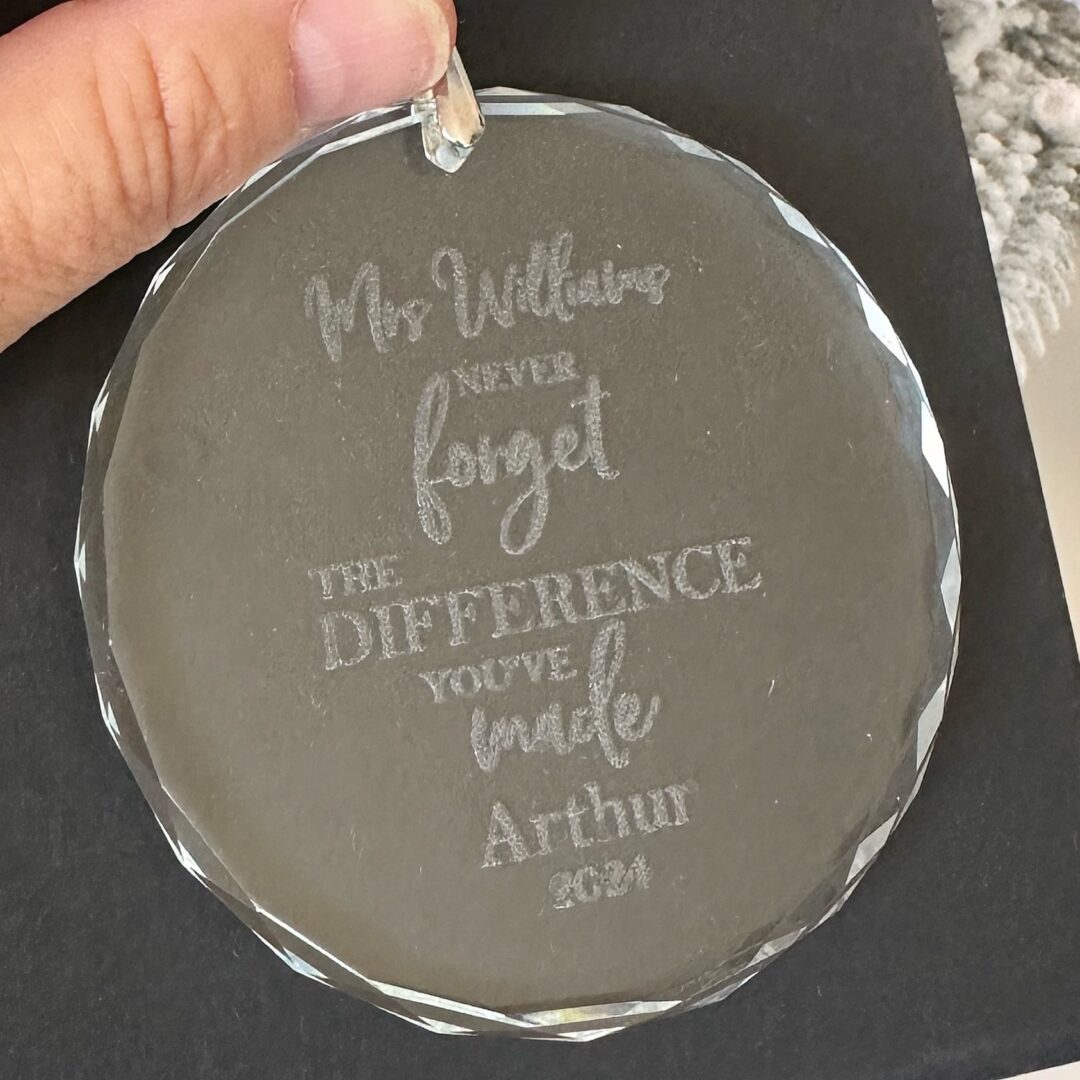 Mrs Williams
NEVER
forget
THE
DIFFERENCE
YOU'VE
made
Arthur
2024